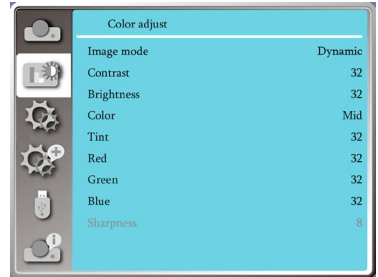 Color adjust
Image mode Dynamic
Contrast 32
Brightness 32
Color Mid
Tint 32
Red 32
Green 32
Blue 32
Sharpness 8